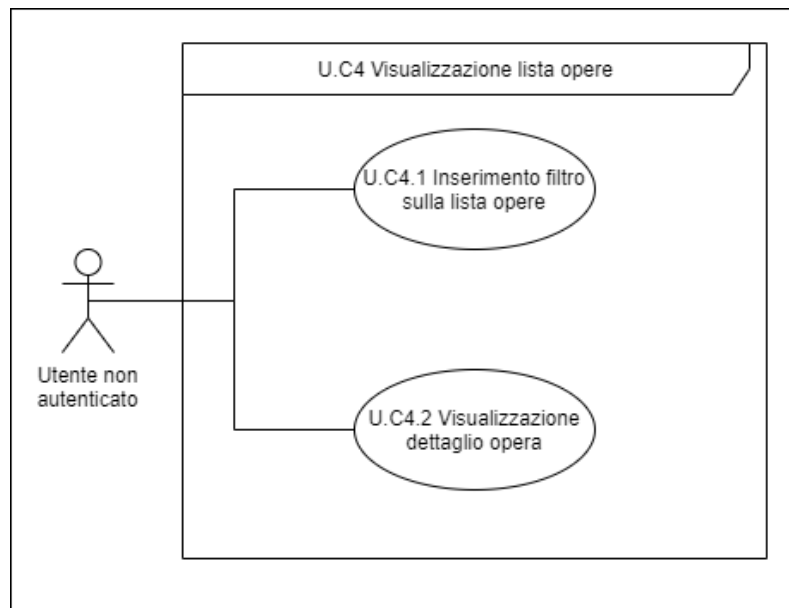 U.C4 Visualizzazione lista opere
U.C4.1 Inserimento filtro
sulla lista opere
Utente non
autenticato
U.C4.2 Visualizzazione
dettaglio opera